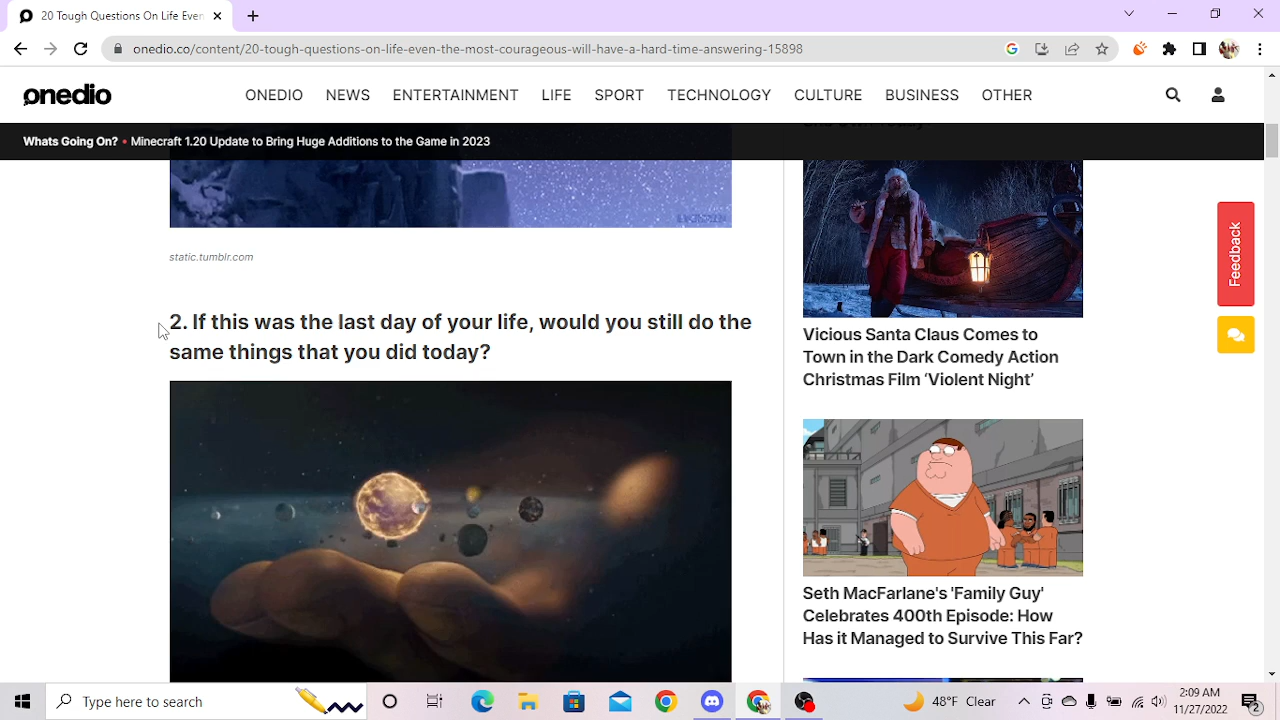 20 Tough Questions On Life Even
onedio.co/content/20-tough-questions-on-life-even-the-most-courageous-will-have-a-hard-time-answering-15898
onedio
ONEDIO NEWS ENTERTAINMENT LIFE SPORT TECHNOLOGY CULTURE BUSINESS OTHER
Whats Going On? • Minecraft 1.20 Update to Bring Huge Additions to the Game in 2023
static.tumblr.com
2. If this was the last day of your life, would you still do the
same things that you did today?
Vicious Santa Claus Comes to
Town in the Dark Comedy Action
Christmas Film ‘Violent Night’
Seth MacFarlane's 'Family Guy'
Celebrates 400th Episode: How
Has it Managed to Survive This Far?
Feedback
Type here to search
48°F Clear
2:09 AM
11/27/2022
2